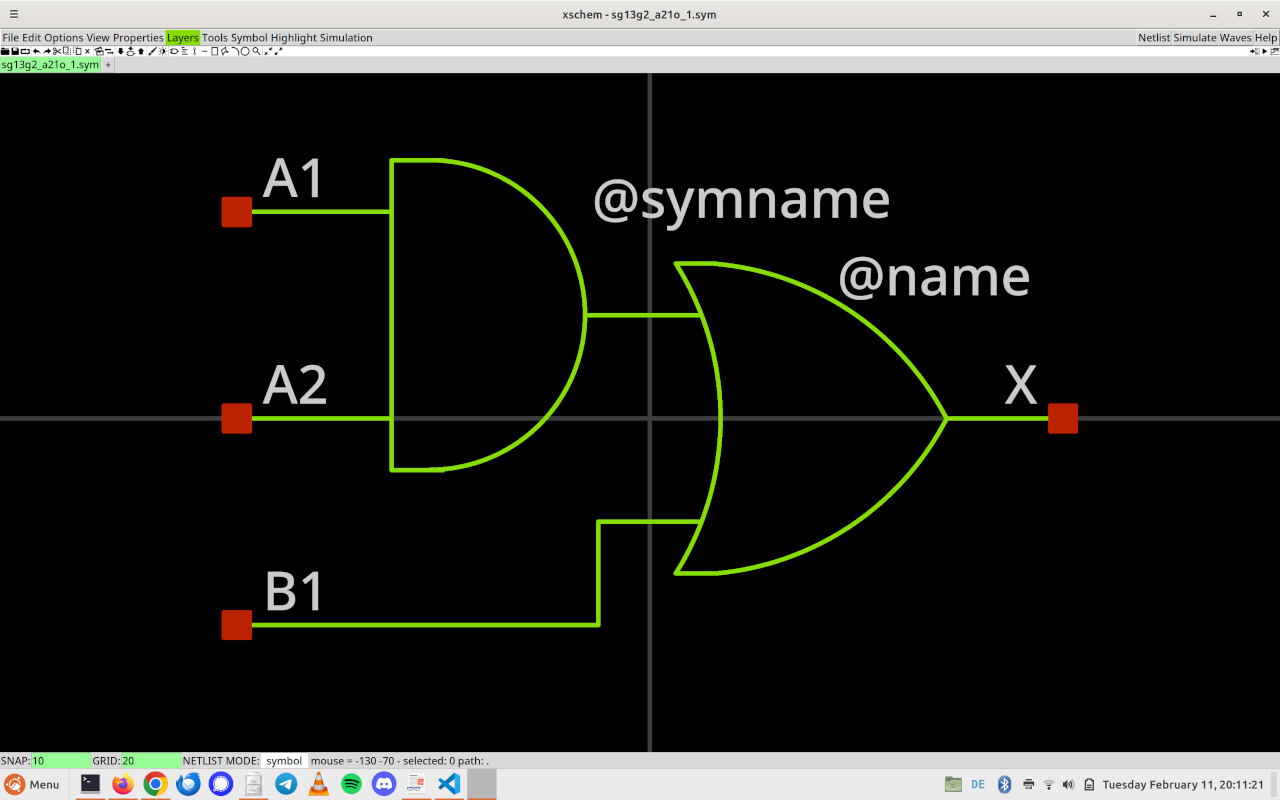 xschem - sg13g2_a21o_1.sym
File Edit Options View Properties Layers Tools Symbol Highlight Simulation Netlist Simulate Waves Help
sg13g2_a21o_1.sym +
A1
@symname
@name
A2
X
B1
SNAP: 10 GRID: 20 NETLIST MODE: symbol mouse = -130 -70 - selected: 0 path: .
Menu DE Tuesday February 11, 20:11:21